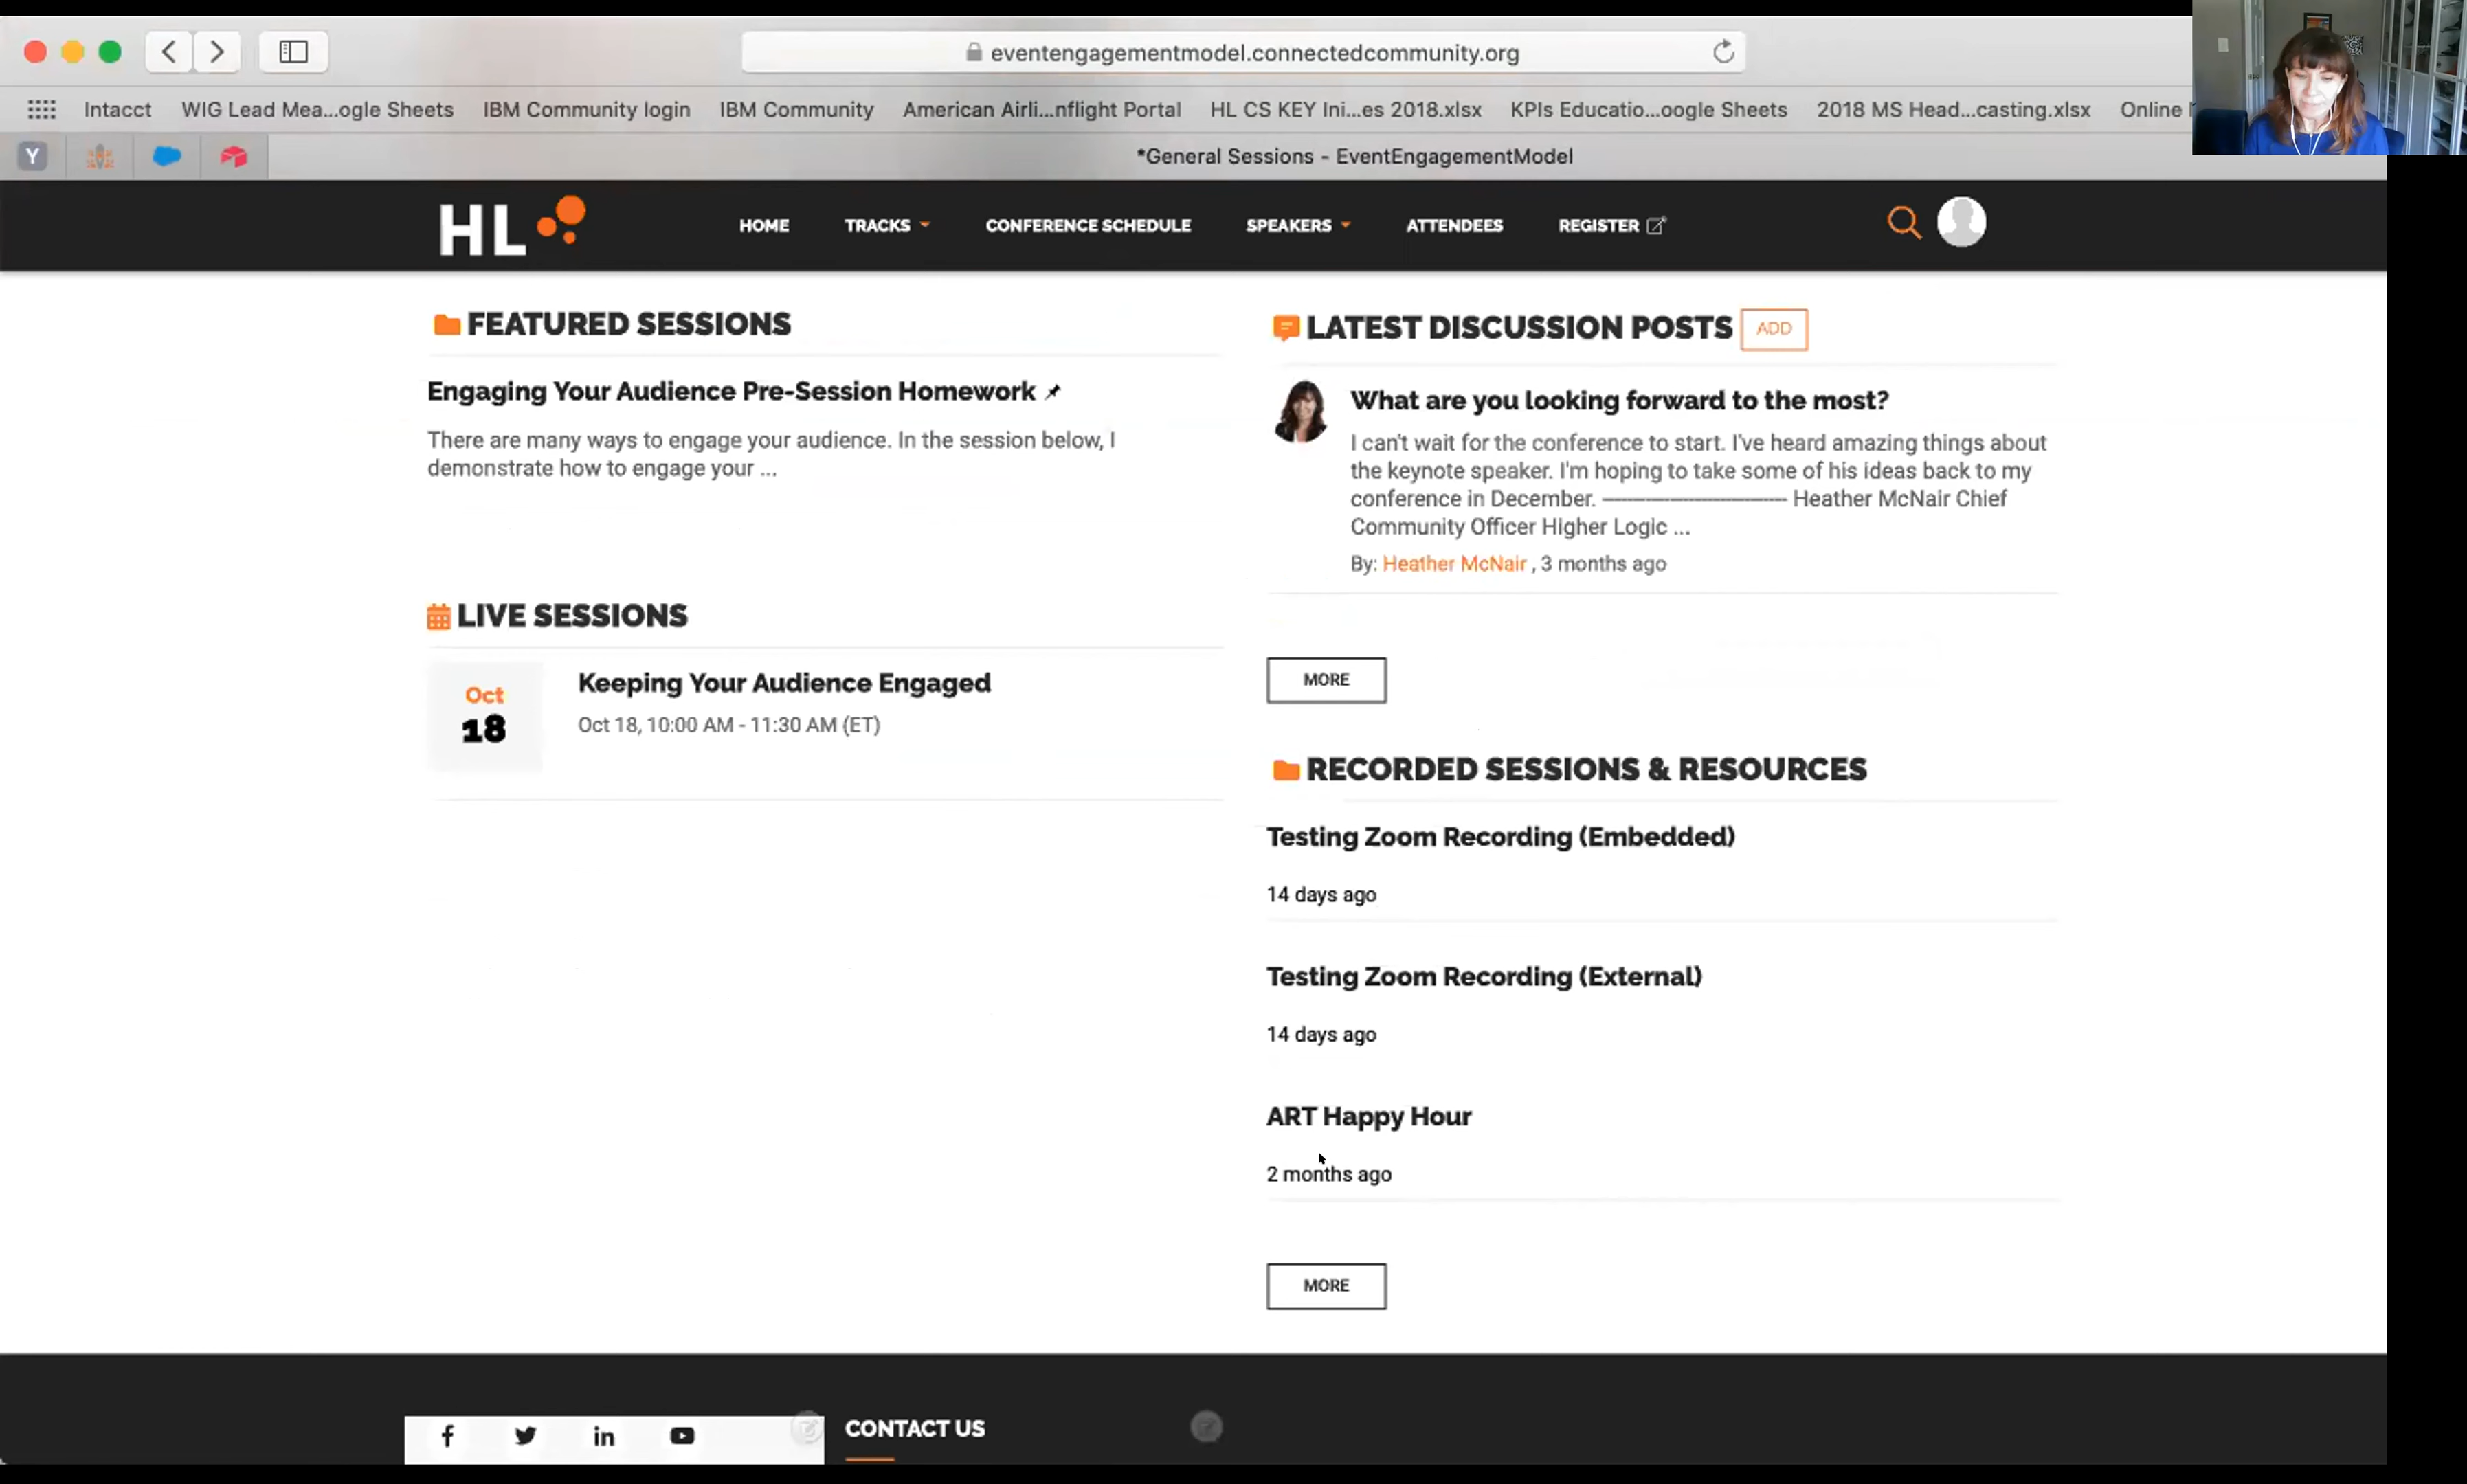 eventengagementmodel.connectedcommunity.org
Intacct WIG Lead Mea...ogle Sheets IBM Community login IBM Community American Airli...nflight Portal HL CS KEY Ini...es 2018.xlsx KPIs Educatio...oogle Sheets 2018 MS Head...casting.xlsx Online
Y
*General Sessions - EventEngagementModel
HL HOME TRACKS CONFERENCE SCHEDULE SPEAKERS ATTENDEES REGISTER
FEATURED SESSIONS
Engaging Your Audience Pre-Session Homework
There are many ways to engage your audience. In the session below, I
demonstrate how to engage your ...
LIVE SESSIONS
Oct
18
Keeping Your Audience Engaged
Oct 18, 10:00 AM - 11:30 AM (ET)
LATEST DISCUSSION POSTS ADD
What are you looking forward to the most?
I can't wait for the conference to start. I've heard amazing things about
the keynote speaker. I'm hoping to take some of his ideas back to my
conference in December. ------------------------------ Heather McNair Chief
Community Officer Higher Logic ...
By: Heather McNair , 3 months ago
MORE
RECORDED SESSIONS & RESOURCES
Testing Zoom Recording (Embedded)
14 days ago
Testing Zoom Recording (External)
14 days ago
ART Happy Hour
2 months ago
MORE
CONTACT US